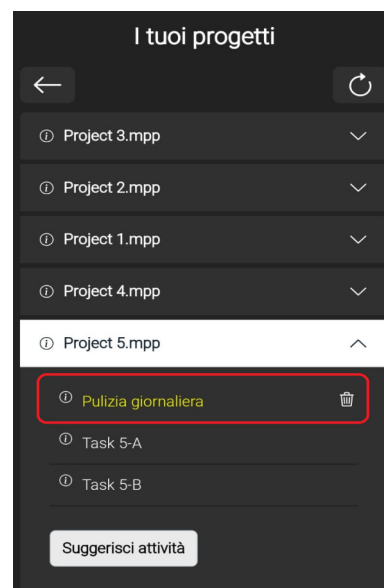 I tuoi progetti
Project 3.mpp
Project 2.mpp
Project 1.mpp
Project 4.mpp
Project 5.mpp
Pulizia giornaliera
Task 5-A
Task 5-B
Suggerisci attività